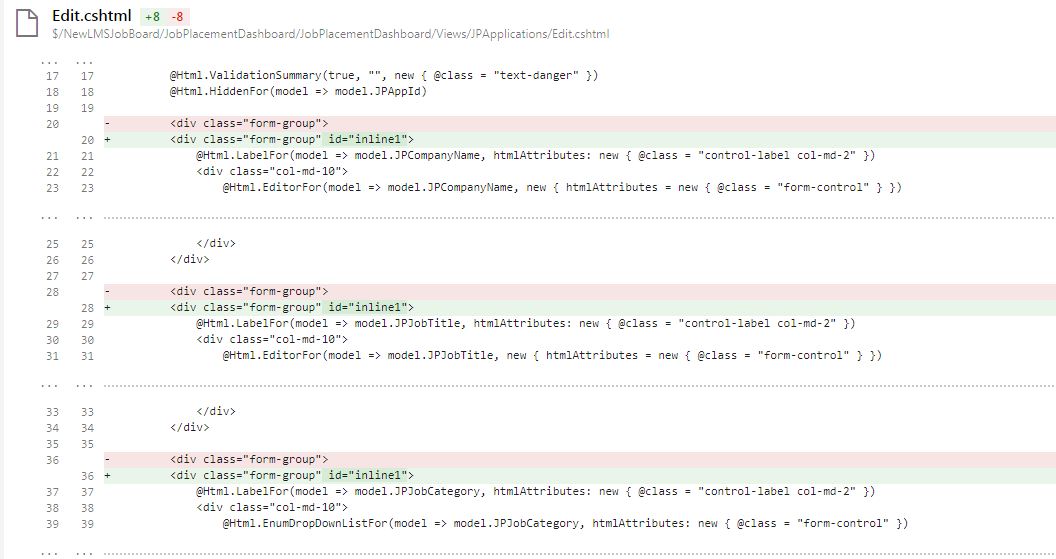 Edit.cshtml +8 -8
$/NewLMSJobBoard/JobPlacementDashboard/JobPlacementDashboard/Views/JPApplications/Edit.cshtml
... ...
17 17 @Html.ValidationSummary(true, "", new { @class = "text-danger" })
18 18 @Html.HiddenFor(model => model.JPAppId)
19 19
20 - <div class="form-group">
20 + <div class="form-group" id="inline1">
21 21 @Html.LabelFor(model => model.JPCompanyName, htmlAttributes: new { @class = "control-label col-md-2" })
22 22 <div class="col-md-10">
23 23 @Html.EditorFor(model => model.JPCompanyName, new { htmlAttributes = new { @class = "form-control" } })
... ...
25 25 </div>
26 26 </div>
27 27
28 - <div class="form-group">
28 + <div class="form-group" id="inline1">
29 29 @Html.LabelFor(model => model.JPJobTitle, htmlAttributes: new { @class = "control-label col-md-2" })
30 30 <div class="col-md-10">
31 31 @Html.EditorFor(model => model.JPJobTitle, new { htmlAttributes = new { @class = "form-control" } })
... ...
33 33 </div>
34 34 </div>
35 35
36 - <div class="form-group">
36 + <div class="form-group" id="inline1">
37 37 @Html.LabelFor(model => model.JPJobCategory, htmlAttributes: new { @class = "control-label col-md-2" })
38 38 <div class="col-md-10">
39 39 @Html.EnumDropDownListFor(model => model.JPJobCategory, htmlAttributes: new { @class = "form-control" })
... ...